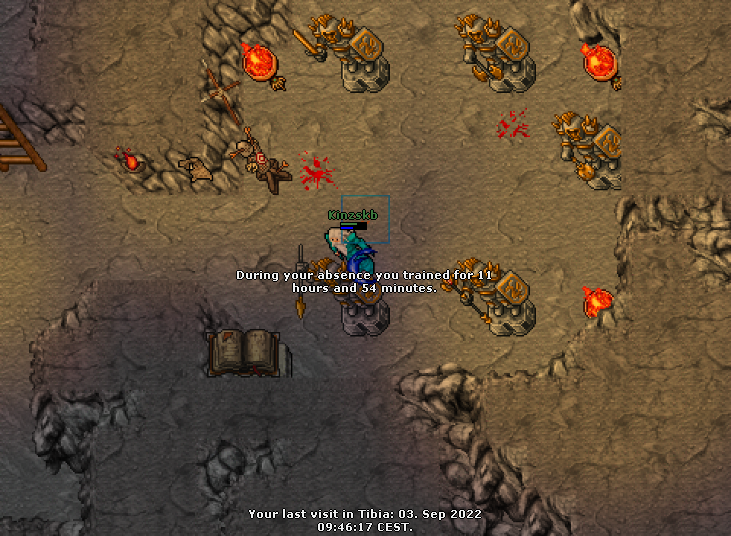 Kinzskb
During your absence you trained for 11
hours and 54 minutes.
Your last visit in Tibia: 03. Sep 2022
09:46:17 CEST.